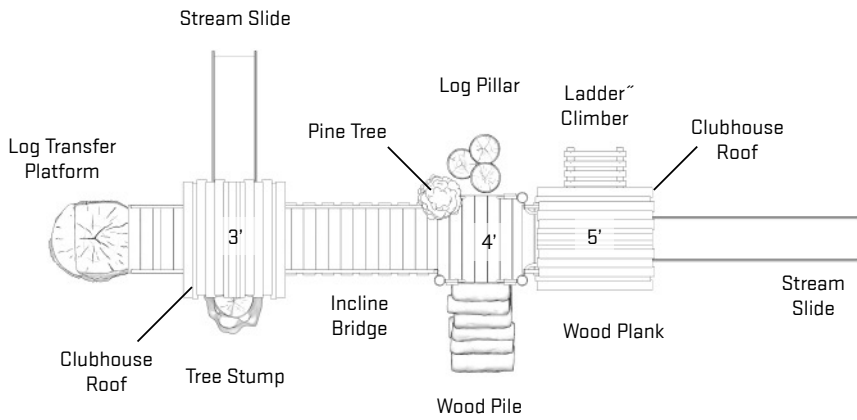 Stream Slide
Log Pillar
Ladder˝
Climber
Pine Tree
Clubhouse
Roof
Log Transfer
Platform
3’
4’
5’
Stream
Slide
Incline
Bridge
Wood Plank
Clubhouse
Roof
Tree Stump
Wood Pile